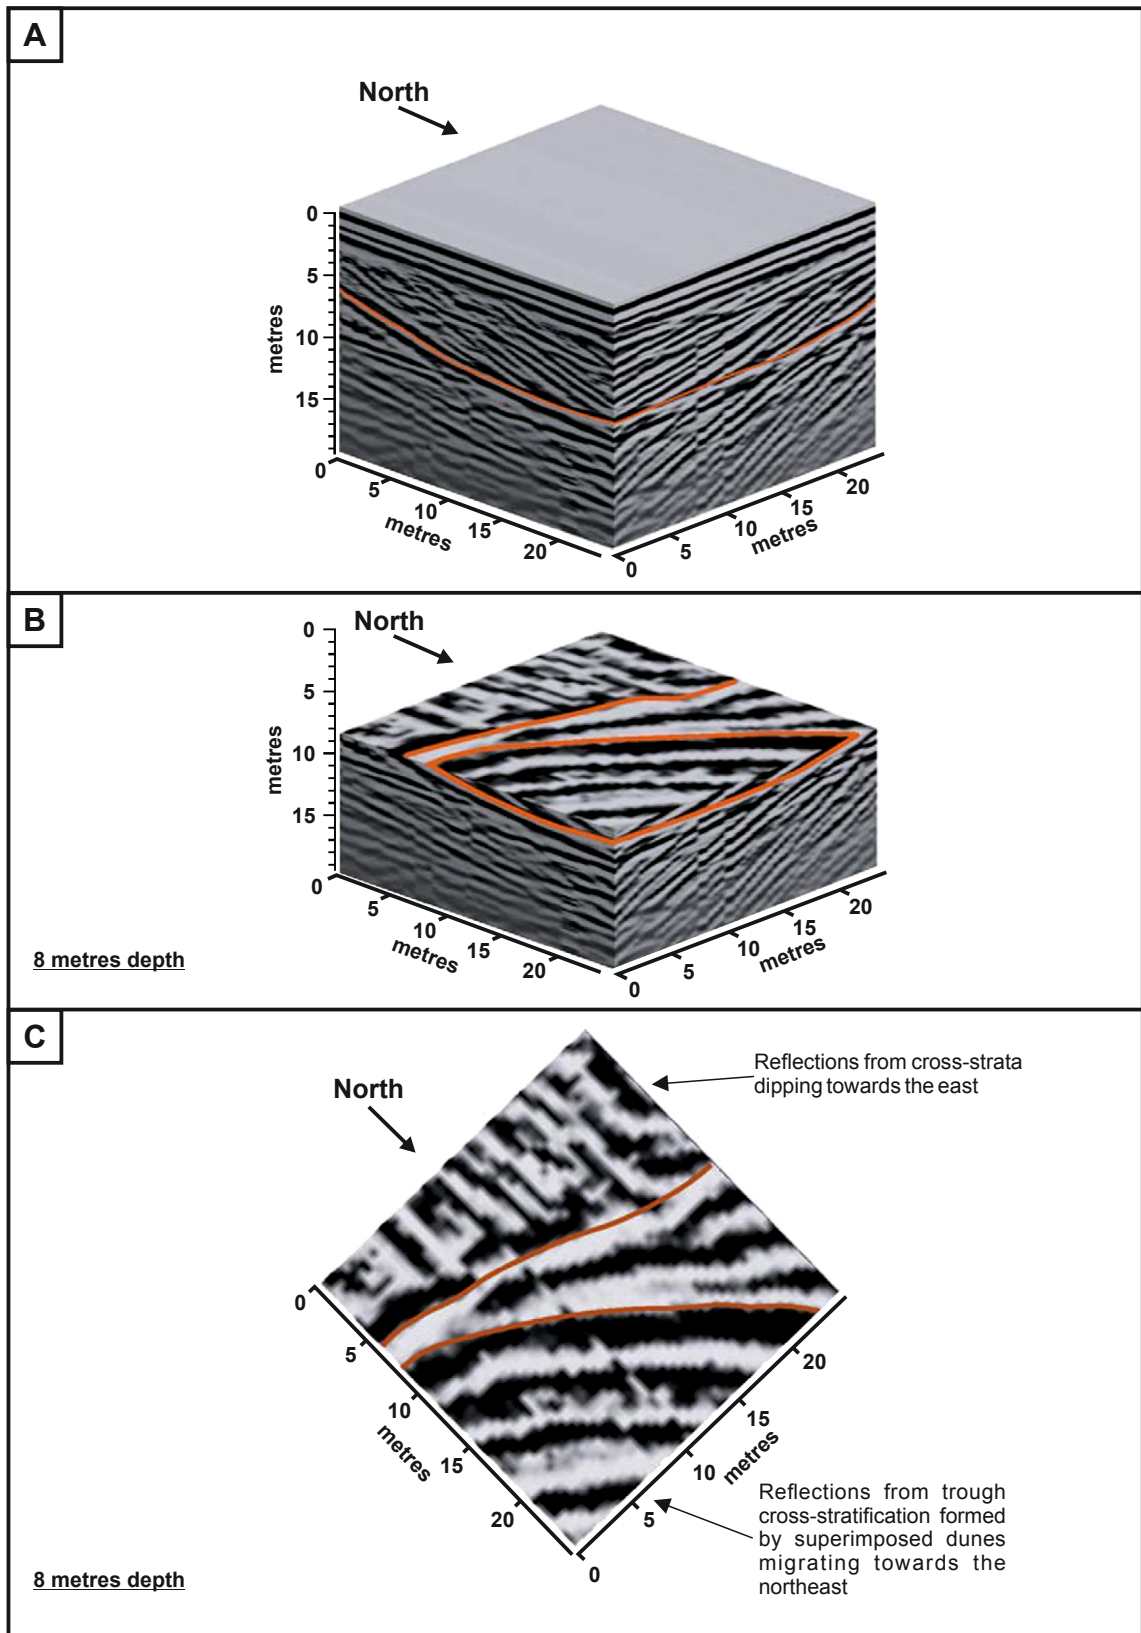 A
North
0
5
10
15
metres
0
5
10
15
20
metres
0
5
10
15
20
metres
B
North
0
5
10
15
metres
0
5
10
15
20
metres
0
5
10
15
20
metres
8 metres depth
C
North
Reflections from cross-strata
dipping towards the east
0
5
10
15
20
metres
0
5
10
15
20
metres
Reflections from trough
cross-stratification formed
by superimposed dunes
migrating towards the
northeast
8 metres depth